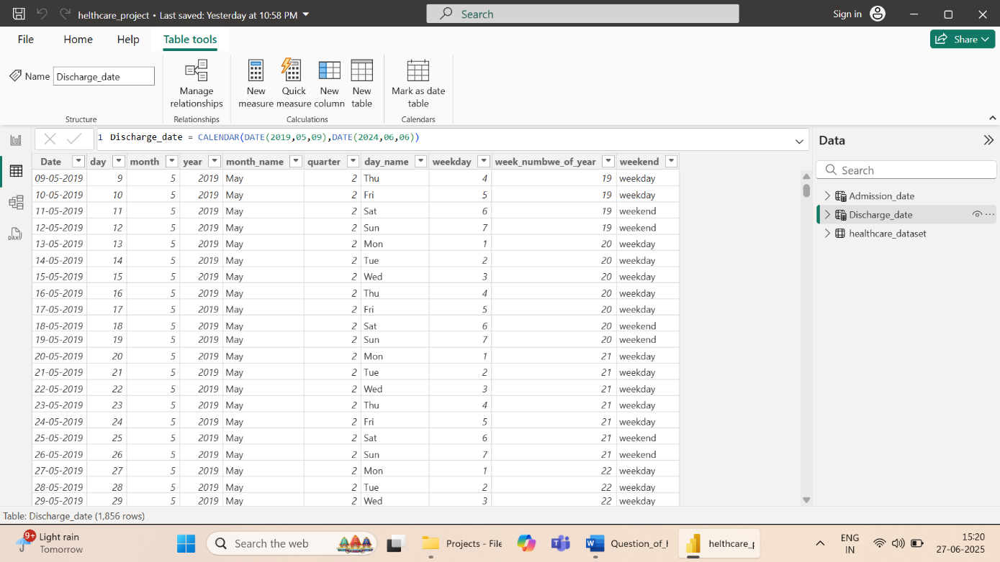 helthcare_project • Last saved: Yesterday at 10:58 PM
Search
Sign in
File Home Help Table tools
Share
Name Discharge_date
Manage relationships
New measure
Quick measure
New column
New table
Mark as date table
Structure Relationships Calculations Calendars
1 Discharge_date = CALENDAR(DATE(2019,05,09),DATE(2024,06,06))
Date day month year month_name quarter day_name weekday week_numbwe_of_year weekend
09-05-2019 9 5 2019 May 2 Thu 4 19 weekday
10-05-2019 10 5 2019 May 2 Fri 5 19 weekday
11-05-2019 11 5 2019 May 2 Sat 6 19 weekend
12-05-2019 12 5 2019 May 2 Sun 7 19 weekend
13-05-2019 13 5 2019 May 2 Mon 1 20 weekday
14-05-2019 14 5 2019 May 2 Tue 2 20 weekday
15-05-2019 15 5 2019 May 2 Wed 3 20 weekday
16-05-2019 16 5 2019 May 2 Thu 4 20 weekday
17-05-2019 17 5 2019 May 2 Fri 5 20 weekday
18-05-2019 18 5 2019 May 2 Sat 6 20 weekend
19-05-2019 19 5 2019 May 2 Sun 7 20 weekend
20-05-2019 20 5 2019 May 2 Mon 1 21 weekday
21-05-2019 21 5 2019 May 2 Tue 2 21 weekday
22-05-2019 22 5 2019 May 2 Wed 3 21 weekday
23-05-2019 23 5 2019 May 2 Thu 4 21 weekday
24-05-2019 24 5 2019 May 2 Fri 5 21 weekday
25-05-2019 25 5 2019 May 2 Sat 6 21 weekend
26-05-2019 26 5 2019 May 2 Sun 7 21 weekend
27-05-2019 27 5 2019 May 2 Mon 1 22 weekday
28-05-2019 28 5 2019 May 2 Tue 2 22 weekday
29-05-2019 29 5 2019 May 2 Wed 3 22 weekday
DAX
Data
Search
Admission_date
Discharge_date
healthcare_dataset
Table: Discharge_date (1,856 rows)
9+
Light rain
Tomorrow
Search the web
Projects - File
Question_of_h
helthcare_p
ENG
IN
15:20
27-06-2025